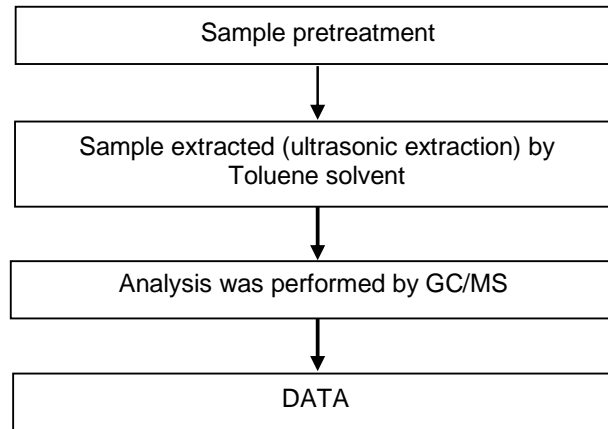 Sample pretreatment
Sample extracted (ultrasonic extraction) by
Toluene solvent
Analysis was performed by GC/MS
DATA